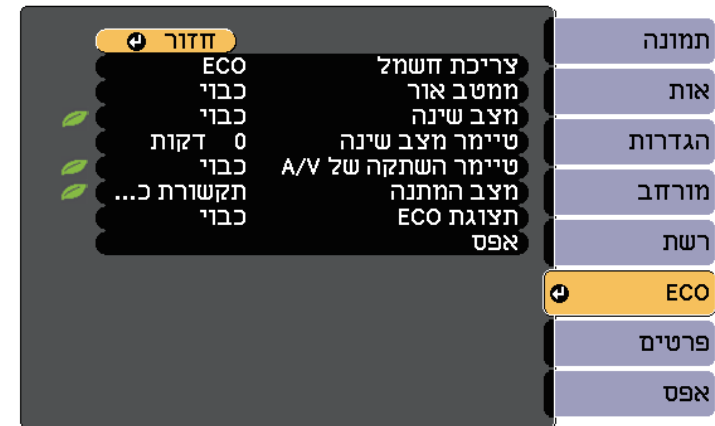 תמונה
אות
הגדרות
מורחב
רשת
ECO
פרטים
אפס
חזור
צריכת חשמל ECO
ממטב אור כבוי
מצב שינה כבוי
טיימר מצב שינה 0 דקות
טיימר השתקה של A/V כבוי
מצב המתנה תקשורת כ...
תצוגת ECO כבוי
אפס